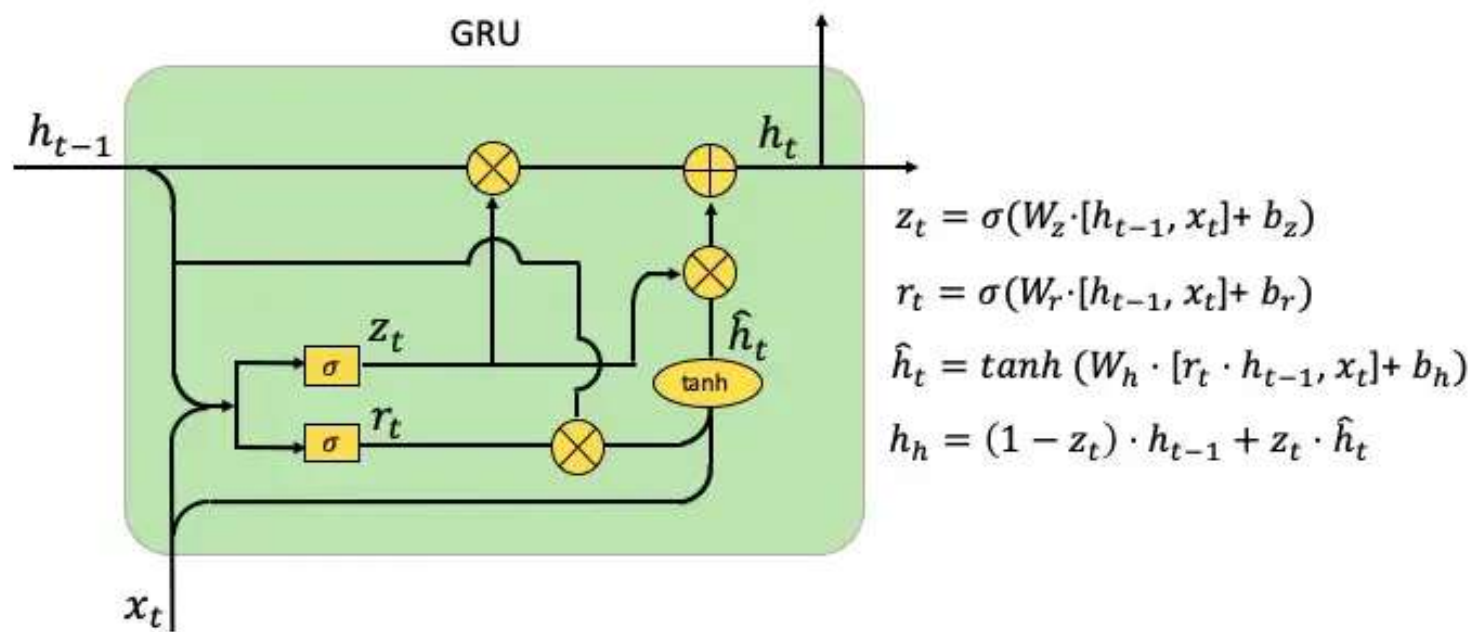 GRU
h_{t-1}
h_t
z_t = σ(W_z·[h_{t-1}, x_t]+ b_z)
r_t = σ(W_r·[h_{t-1}, x_t]+ b_r)
z_t
ĥ_t
ĥ_t = tanh (W_h · [r_t · h_{t-1}, x_t]+ b_h)
σ
tanh
r_t
σ
h_h = (1 − z_t) · h_{t-1} + z_t · ĥ_t
x_t